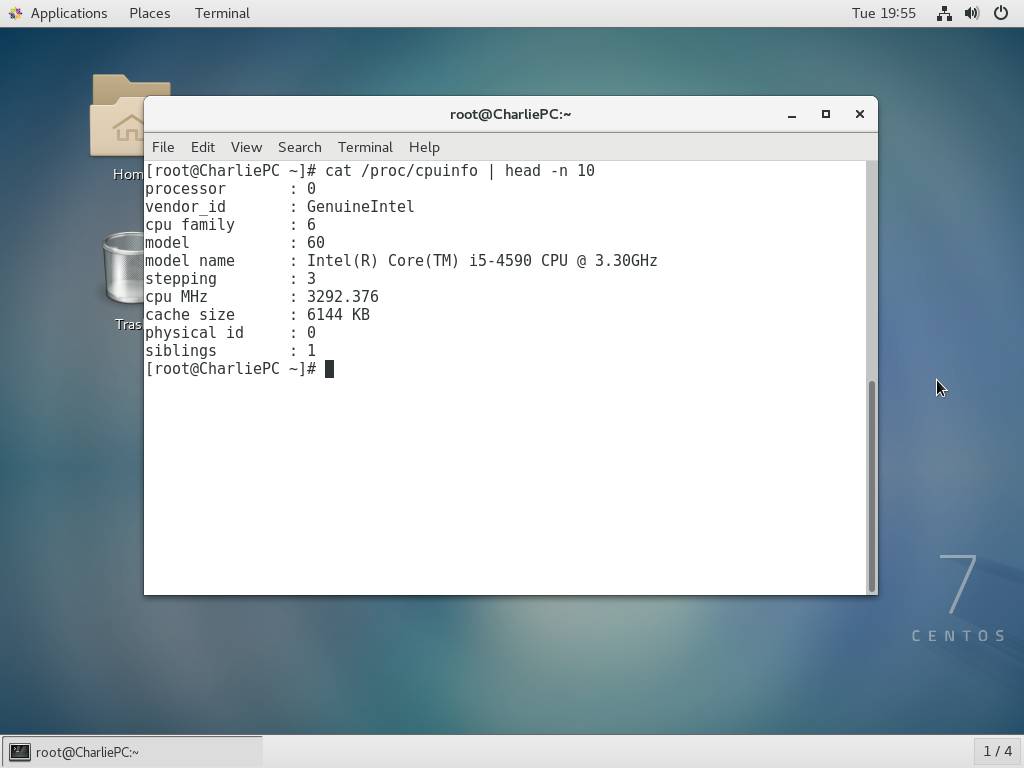 Applications Places Terminal Tue 19:55
root@CharliePC:~
File Edit View Search Terminal Help
[root@CharliePC ~]# cat /proc/cpuinfo | head -n 10
processor : 0
vendor_id : GenuineIntel
cpu family : 6
model : 60
model name : Intel(R) Core(TM) i5-4590 CPU @ 3.30GHz
stepping : 3
cpu MHz : 3292.376
cache size : 6144 KB
physical id : 0
siblings : 1
[root@CharliePC ~]#
Hom
Tras
7
CENTOS
root@CharliePC:~ 1 / 4